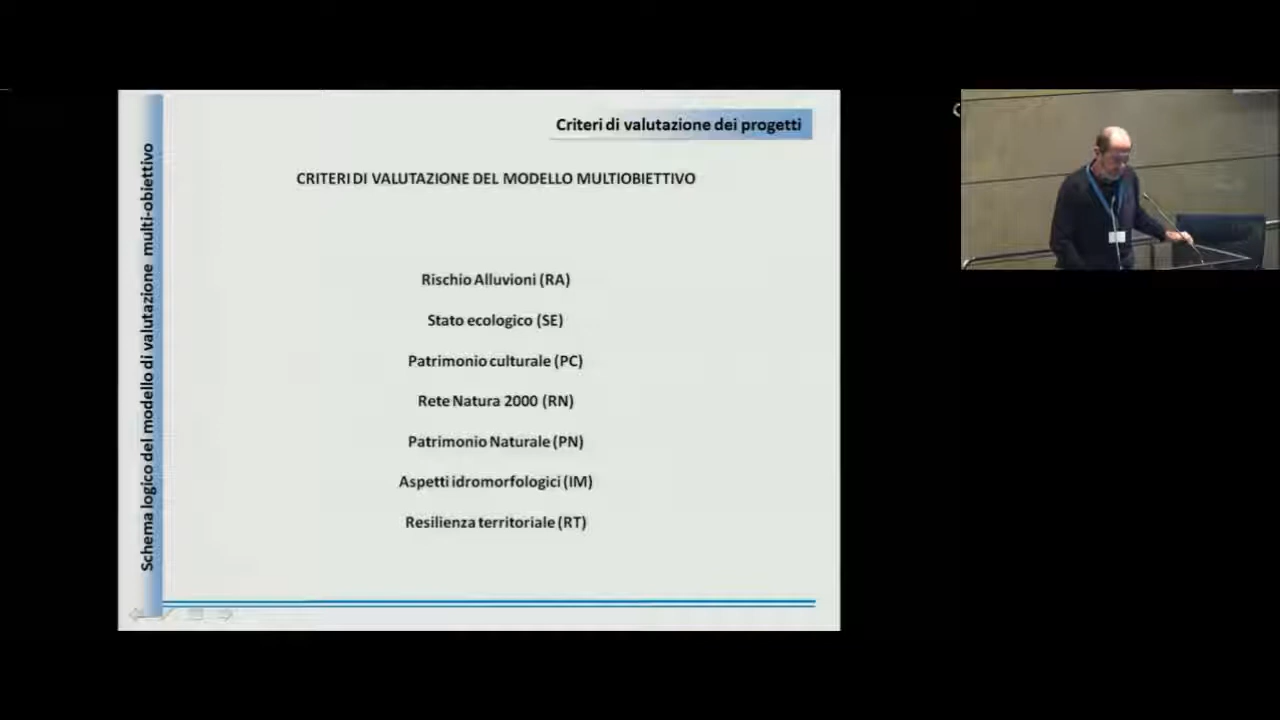 Criteri di valutazione dei progetti
CRITERI DI VALUTAZIONE DEL MODELLO MULTIOBIETTIVO
Schema logico del modello di valutazione multi-obiettivo
Rischio Alluvioni (RA)
Stato ecologico (SE)
Patrimonio culturale (PC)
Rete Natura 2000 (RN)
Patrimonio Naturale (PN)
Aspetti idromorfologici (IM)
Resilienza territoriale (RT)